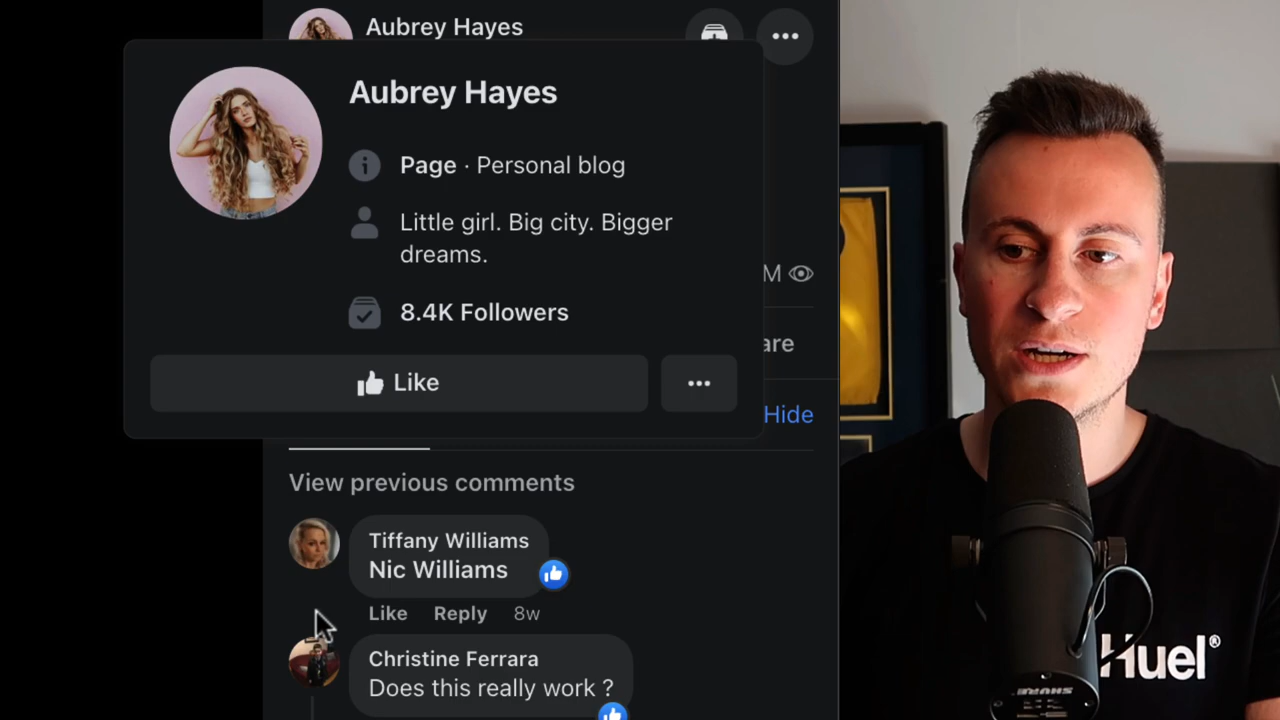 Aubrey Hayes
Aubrey Hayes
Page · Personal blog
Little girl. Big city. Bigger
dreams.
M
8.4K Followers
are
Like
Hide
View previous comments
Tiffany Williams
Nic Williams
Like Reply 8w
Christine Ferrara
Does this really work ?
Huel®
SHURE